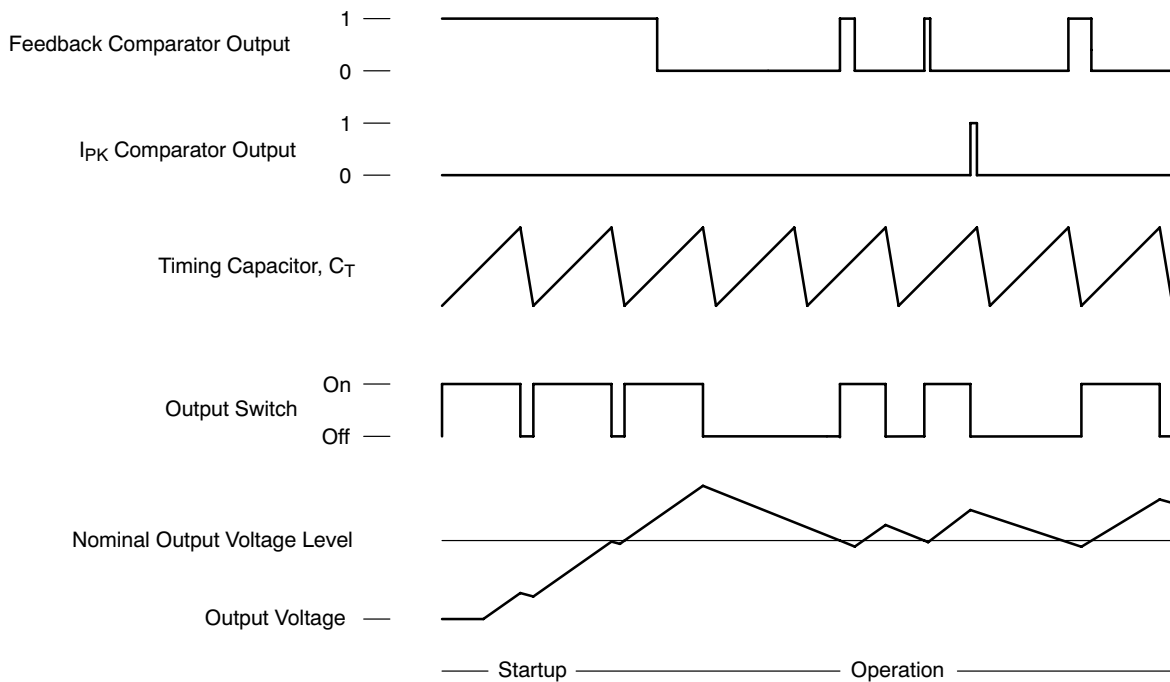 1
Feedback Comparator Output
0
1
IPK Comparator Output
0
Timing Capacitor, CT
On
Output Switch
Off
Nominal Output Voltage Level
Output Voltage
Startup
Operation